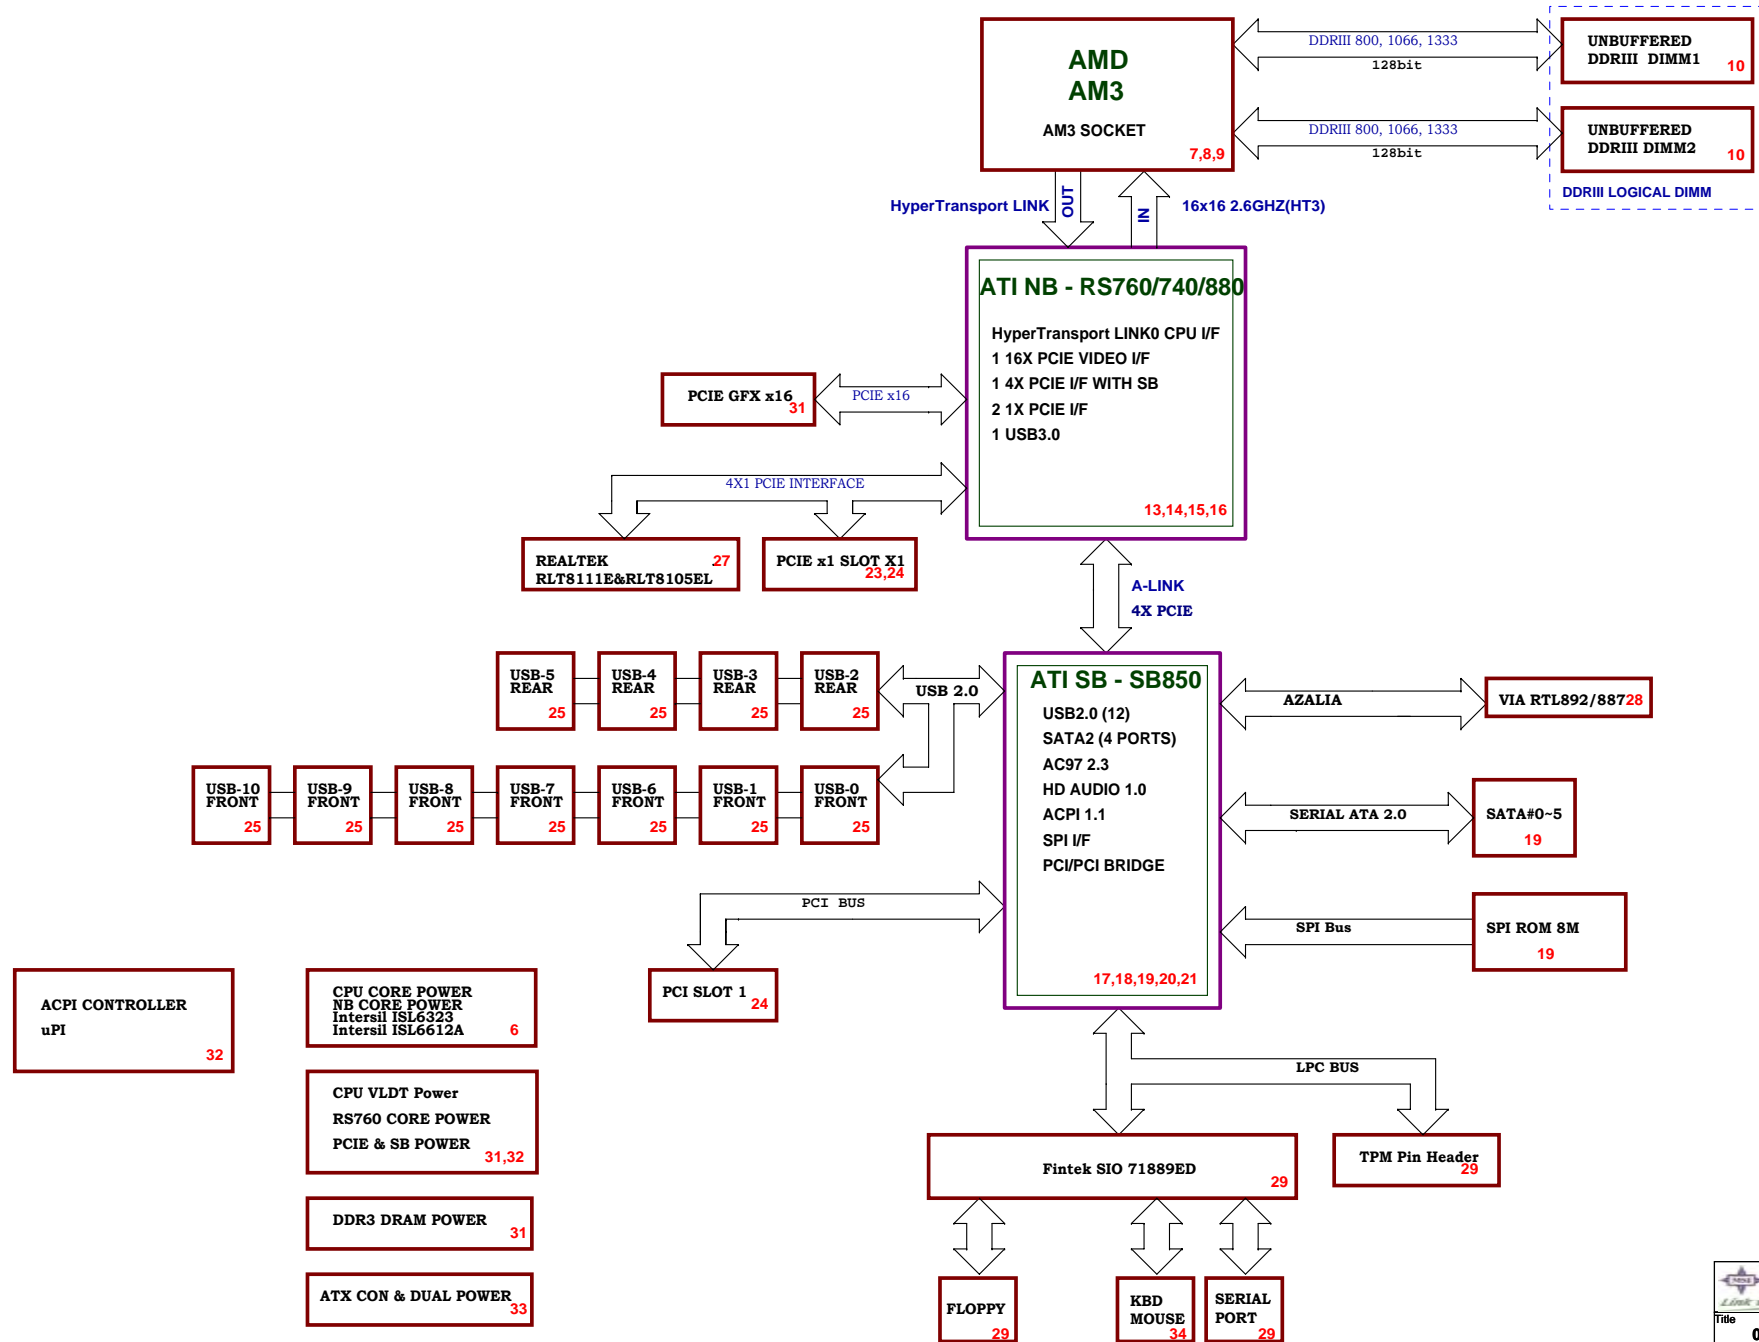 AMD
AM3
AM3 SOCKET
7,8,9
DDRIII 800, 1066, 1333
128bit
UNBUFFERED
DDRIII DIMM1
10
DDRIII 800, 1066, 1333
128bit
UNBUFFERED
DDRIII DIMM2
10
DDRIII LOGICAL DIMM
HyperTransport LINK
OUT
IN
16x16 2.6GHZ(HT3)
ATI NB - RS760/740/880
HyperTransport LINK0 CPU I/F
1 16X PCIE VIDEO I/F
1 4X PCIE I/F WITH SB
2 1X PCIE I/F
1 USB3.0
13,14,15,16
PCIE GFX x16
31
PCIE x16
4X1 PCIE INTERFACE
REALTEK
27
RLT8111E&RLT8105EL
PCIE x1 SLOT X1
23,24
A-LINK
4X PCIE
USB-5
REAR
25
USB-4
REAR
25
USB-3
REAR
25
USB-2
REAR
25
USB 2.0
USB-10
FRONT
25
USB-9
FRONT
25
USB-8
FRONT
25
USB-7
FRONT
25
USB-6
FRONT
25
USB-1
FRONT
25
USB-0
FRONT
25
ATI SB - SB850
USB2.0 (12)
SATA2 (4 PORTS)
AC97 2.3
HD AUDIO 1.0
ACPI 1.1
SPI I/F
PCI/PCI BRIDGE
17,18,19,20,21
AZALIA
VIA RTL892/887
28
SERIAL ATA 2.0
SATA#0~5
19
SPI Bus
SPI ROM 8M
19
PCI BUS
PCI SLOT 1
24
ACPI CONTROLLER
uPI
32
CPU CORE POWER
NB CORE POWER
Intersil ISL6323
Intersil ISL6612A
6
CPU VLDT Power
RS760 CORE POWER
PCIE & SB POWER
31,32
DDR3 DRAM POWER
31
ATX CON & DUAL POWER
33
LPC BUS
Fintek SIO 71889ED
29
TPM Pin Header
29
FLOPPY
29
KBD
MOUSE
34
SERIAL
PORT
29
MSI
Link
Title